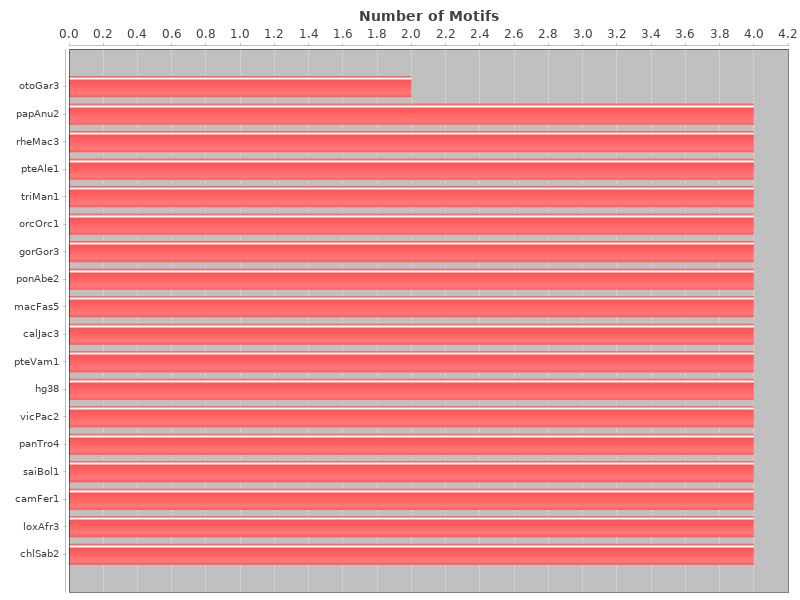 Number of Motifs
0.0 0.2 0.4 0.6 0.8 1.0 1.2 1.4 1.6 1.8 2.0 2.2 2.4 2.6 2.8 3.0 3.2 3.4 3.6 3.8 4.0 4.2
otoGar3
papAnu2
rheMac3
pteAle1
triMan1
orcOrc1
gorGor3
ponAbe2
macFas5
calJac3
pteVam1
hg38
vicPac2
panTro4
saiBol1
camFer1
loxAfr3
chlSab2